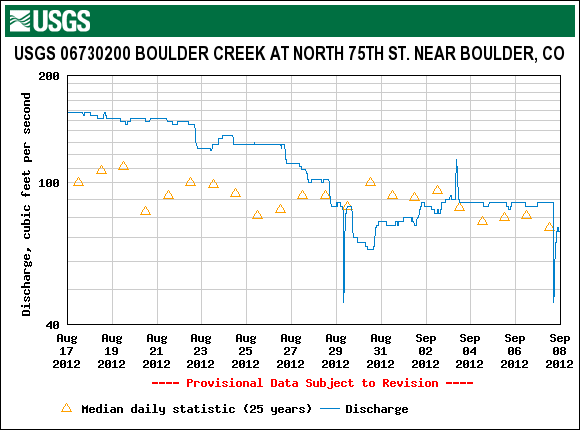 USGS
USGS 06730200 BOULDER CREEK AT NORTH 75TH ST. NEAR BOULDER, CO
Discharge, cubic feet per second
200
100
40
Aug Aug Aug Aug Aug Aug Aug Aug Sep Sep Sep Sep
17 19 21 23 25 27 29 31 02 04 06 08
2012 2012 2012 2012 2012 2012 2012 2012 2012 2012 2012 2012
---- Provisional Data Subject to Revision ----
Median daily statistic (25 years) Discharge